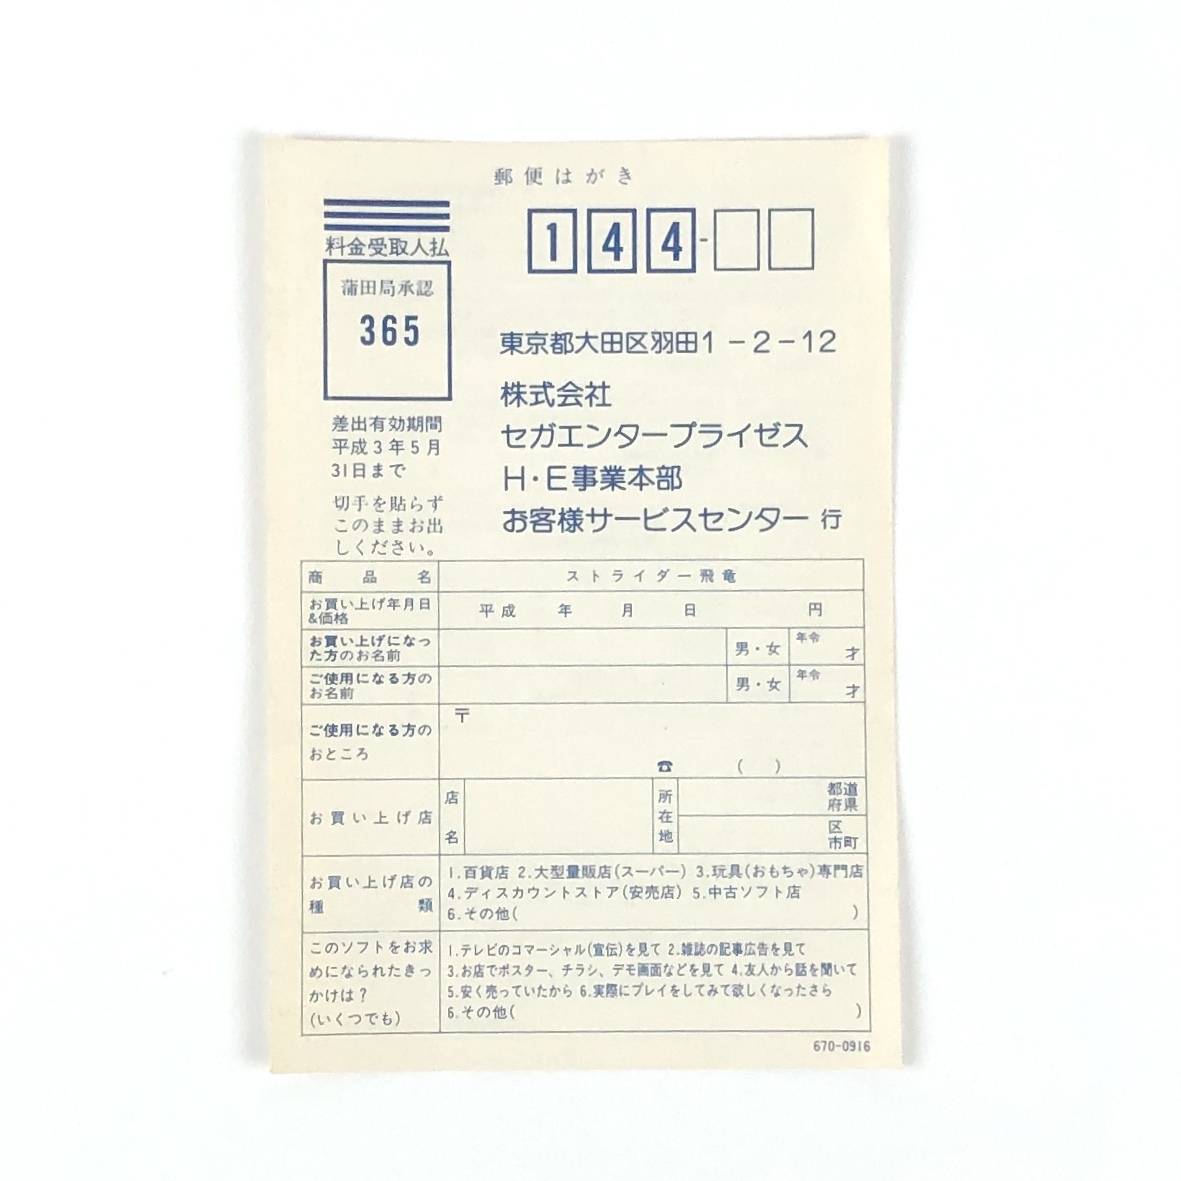 郵便はがき
料金受取人払
蒲田局承認
365
差出有効期間
平成3年5月
31日まで
切手を貼らず
このままお出
しください。
144-
東京都大田区羽田1-2-12
株式会社
セガエンタープライゼス
H・E事業本部
お客様サービスセンター 行
商品名 ストライダー飛竜
お買い上げ年月日
&価格
平成 年 月 日 円
お買い上げになっ
た方のお名前
男・女 年令 才
ご使用になる方の
お名前
男・女 年令 才
ご使用になる方の
おところ
〒
☎ ( )
お買い上げ店
店名
所在地
都道
府県
区
市町
お買い上げ店の
種類
1.百貨店 2.大型量販店(スーパー) 3.玩具(おもちゃ)専門店
4.ディスカウントストア(安売店) 5.中古ソフト店
6.その他( )
このソフトをお求
めになられたきっ
かけは?
(いくつでも)
1.テレビのコマーシャル(宣伝)を見て 2.雑誌の記事広告を見て
3.お店でポスター、チラシ、デモ画面などを見て 4.友人から話を聞いて
5.安く売っていたから 6.実際にプレイをしてみて欲しくなったさら
6.その他( )
670-0916